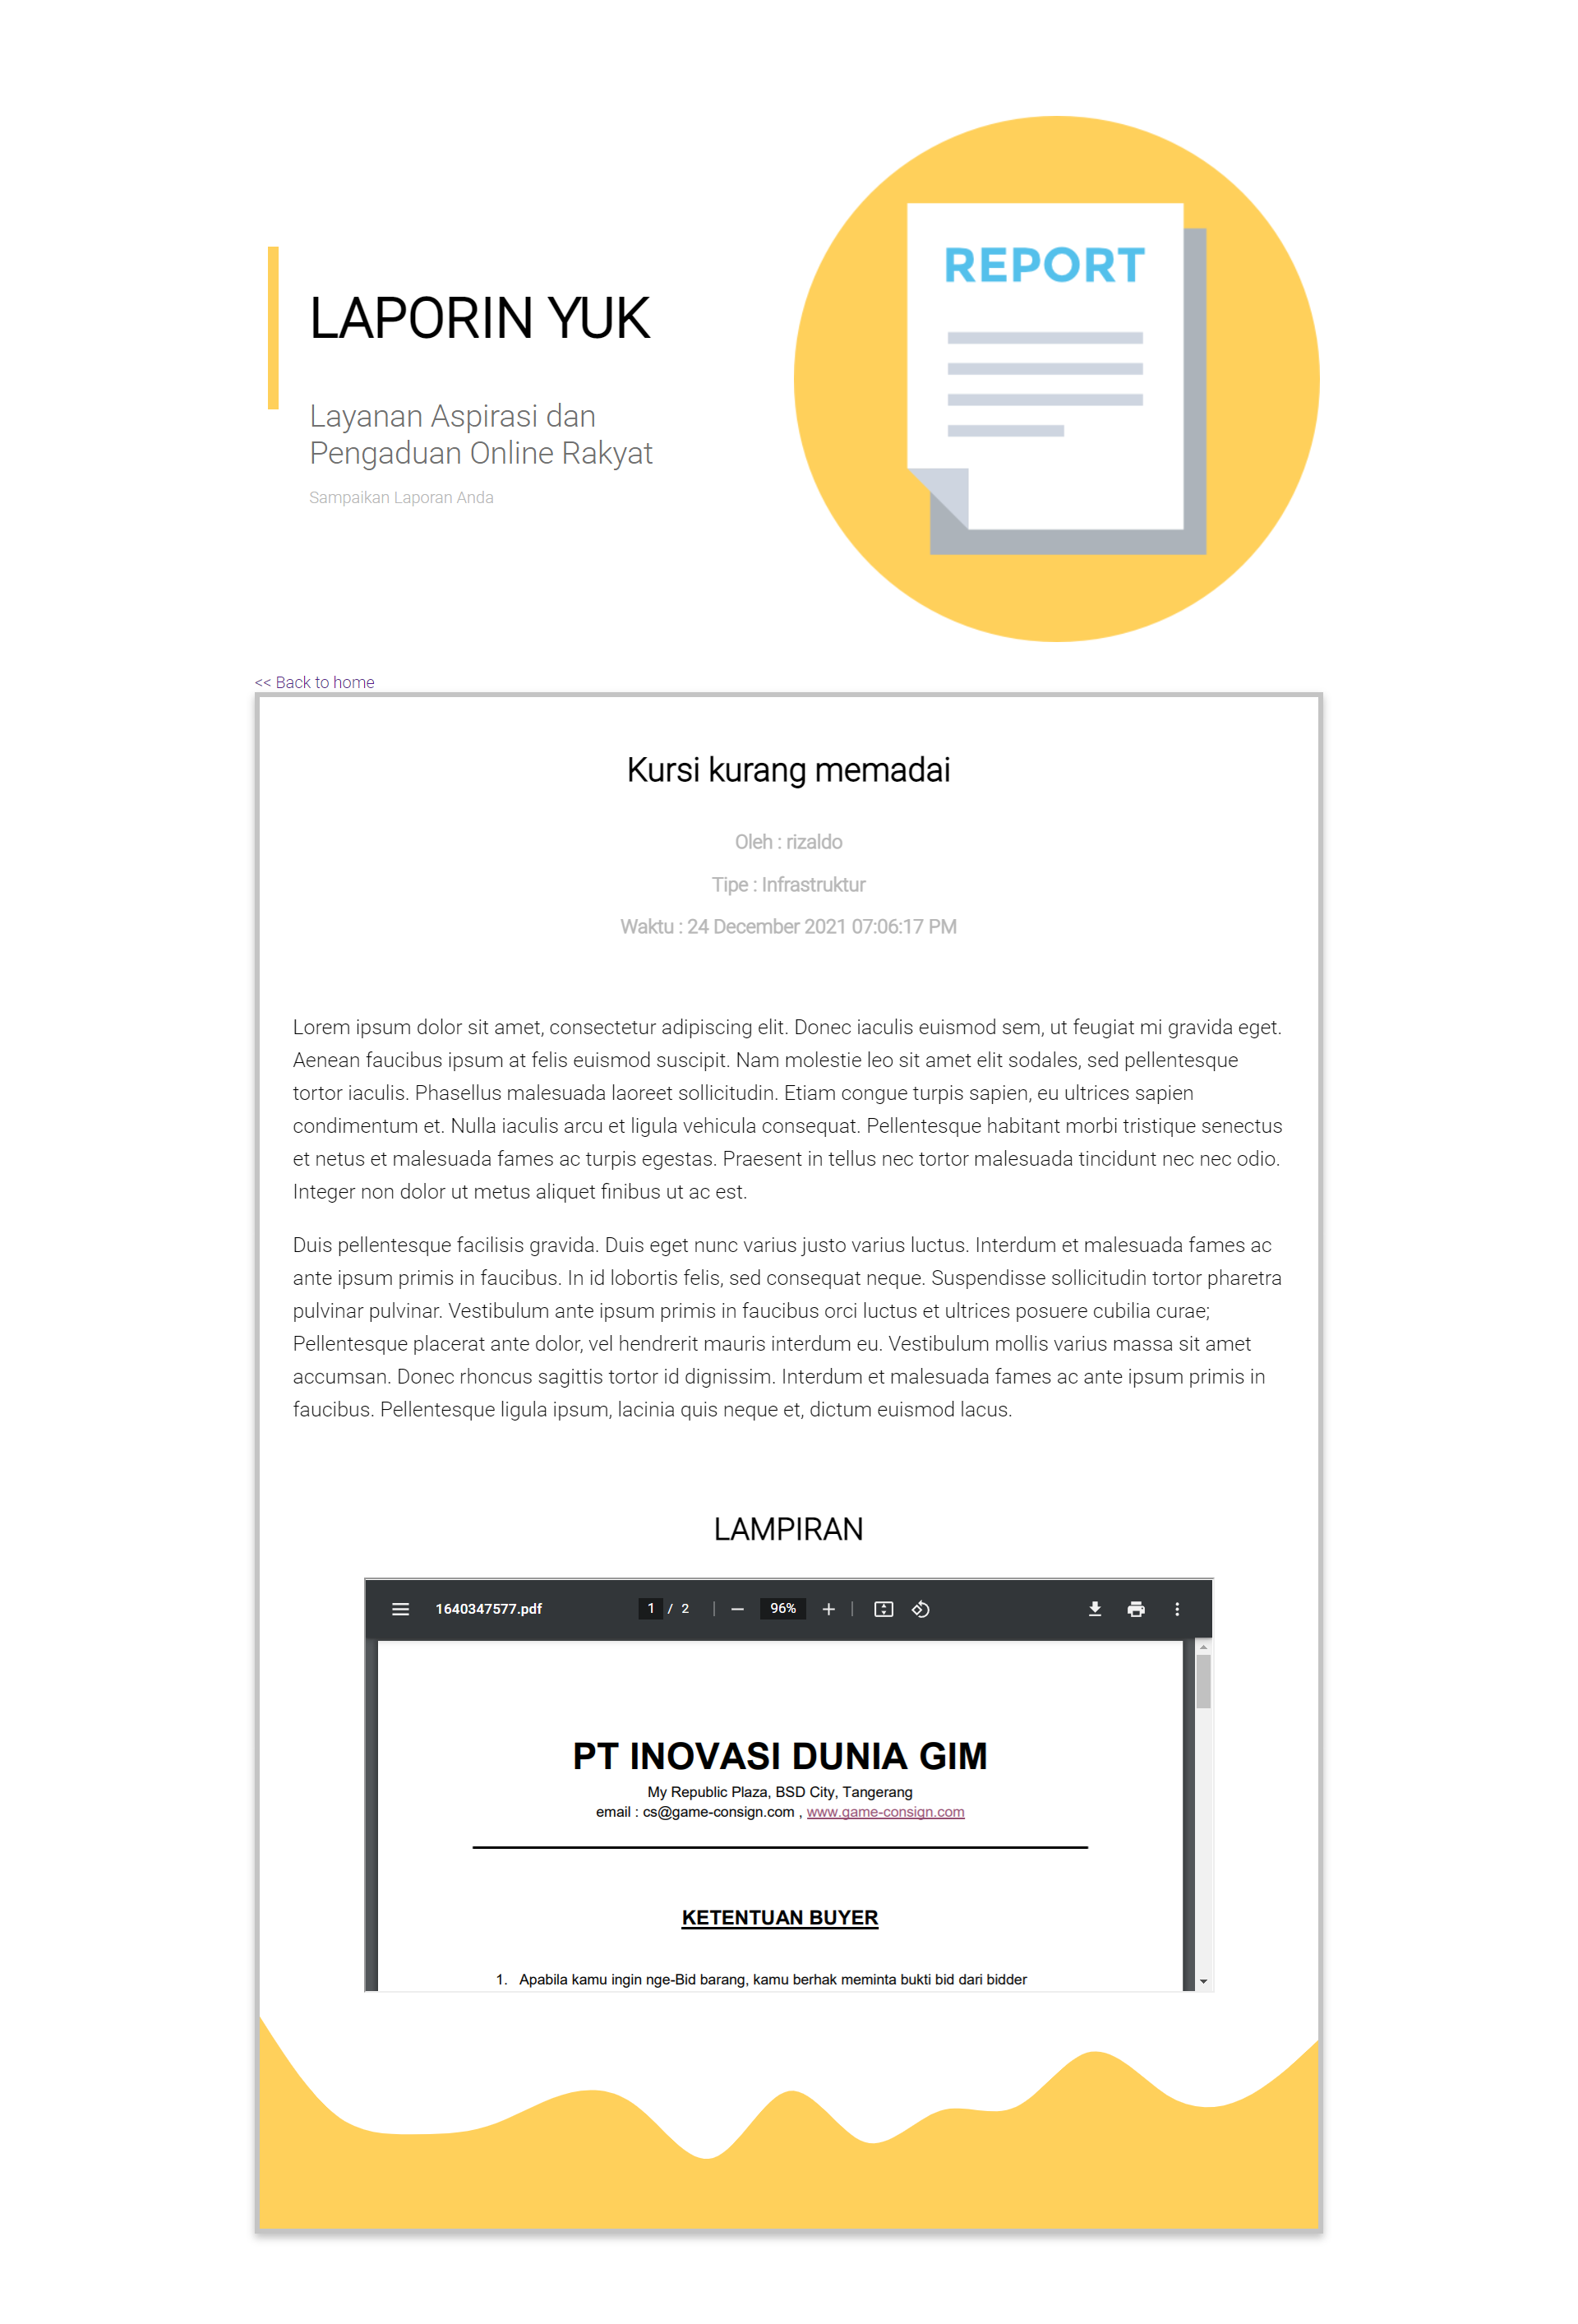 REPORT
LAPORIN YUK
Layanan Aspirasi dan
Pengaduan Online Rakyat
Sampaikan Laporan Anda
<< Back to home
Kursi kurang memadai
Oleh : rizaldo
Tipe : Infrastruktur
Waktu : 24 December 2021 07:06:17 PM
Lorem ipsum dolor sit amet, consectetur adipiscing elit. Donec iaculis euismod sem, ut feugiat mi gravida eget.
Aenean faucibus ipsum at felis euismod suscipit. Nam molestie leo sit amet elit sodales, sed pellentesque
tortor iaculis. Phasellus malesuada laoreet sollicitudin. Etiam congue turpis sapien, eu ultrices sapien
condimentum et. Nulla iaculis arcu et ligula vehicula consequat. Pellentesque habitant morbi tristique senectus
et netus et malesuada fames ac turpis egestas. Praesent in tellus nec tortor malesuada tincidunt nec nec odio.
Integer non dolor ut metus aliquet finibus ut ac est.
Duis pellentesque facilisis gravida. Duis eget nunc varius justo varius luctus. Interdum et malesuada fames ac
ante ipsum primis in faucibus. In id lobortis felis, sed consequat neque. Suspendisse sollicitudin tortor pharetra
pulvinar pulvinar. Vestibulum ante ipsum primis in faucibus orci luctus et ultrices posuere cubilia curae;
Pellentesque placerat ante dolor, vel hendrerit mauris interdum eu. Vestibulum mollis varius massa sit amet
accumsan. Donec rhoncus sagittis tortor id dignissim. Interdum et malesuada fames ac ante ipsum primis in
faucibus. Pellentesque ligula ipsum, lacinia quis neque et, dictum euismod lacus.
LAMPIRAN
1640347577.pdf 1 / 2 96%
PT INOVASI DUNIA GIM
My Republic Plaza, BSD City, Tangerang
email : cs@game-consign.com , www.game-consign.com
KETENTUAN BUYER
1. Apabila kamu ingin nge-Bid barang, kamu berhak meminta bukti bid dari bidder